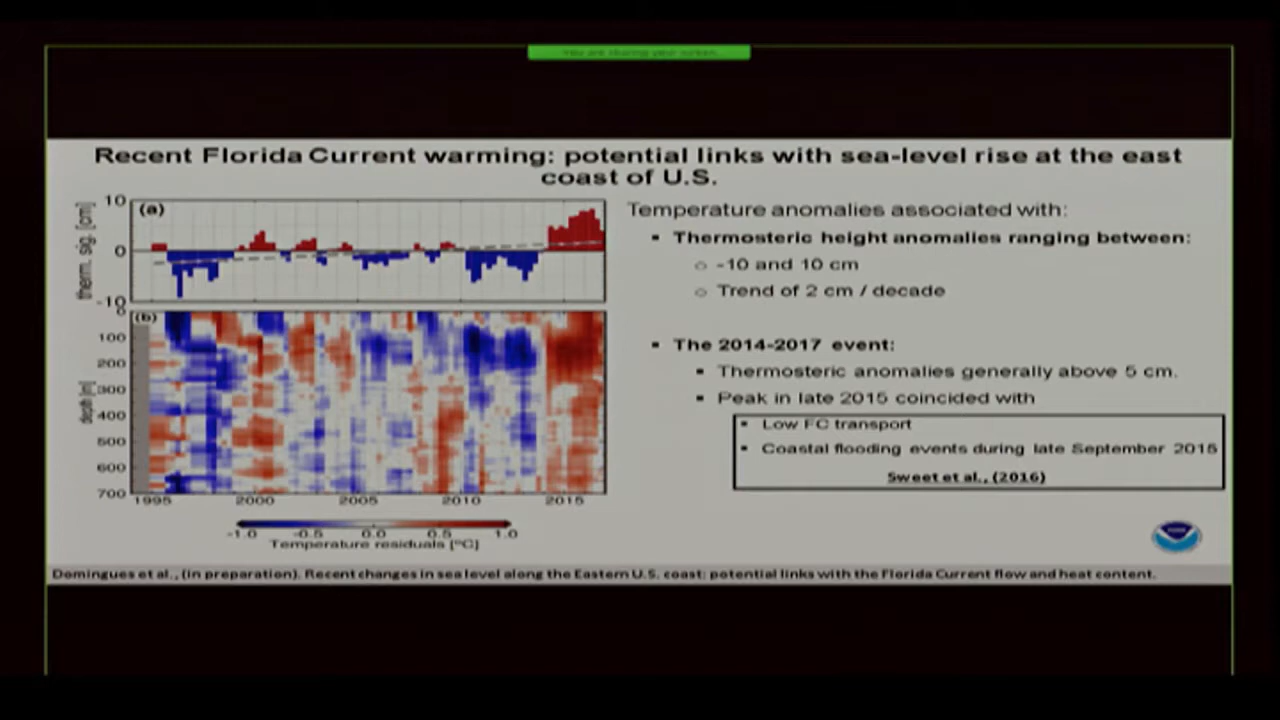 You are sharing your screen
Recent Florida Current warming: potential links with sea-level rise at the east
coast of U.S.
Temperature anomalies associated with:
▪ Thermosteric height anomalies ranging between:
○ -10 and 10 cm
○ Trend of 2 cm / decade
▪ The 2014-2017 event:
▪ Thermosteric anomalies generally above 5 cm.
▪ Peak in late 2015 coincided with
▪ Low FC transport
▪ Coastal flooding events during late September 2015
Sweet et al., (2016)
(a)
therm. sig. [cm]
10
0
-10
(b)
depth [m]
0
100
200
300
400
500
600
700
1995 2000 2005 2010 2015
-1.0 -0.5 0.0 0.5 1.0
Temperature residuals [°C]
Domingues et al., (in preparation). Recent changes in sea level along the Eastern U.S. coast: potential links with the Florida Current flow and heat content.